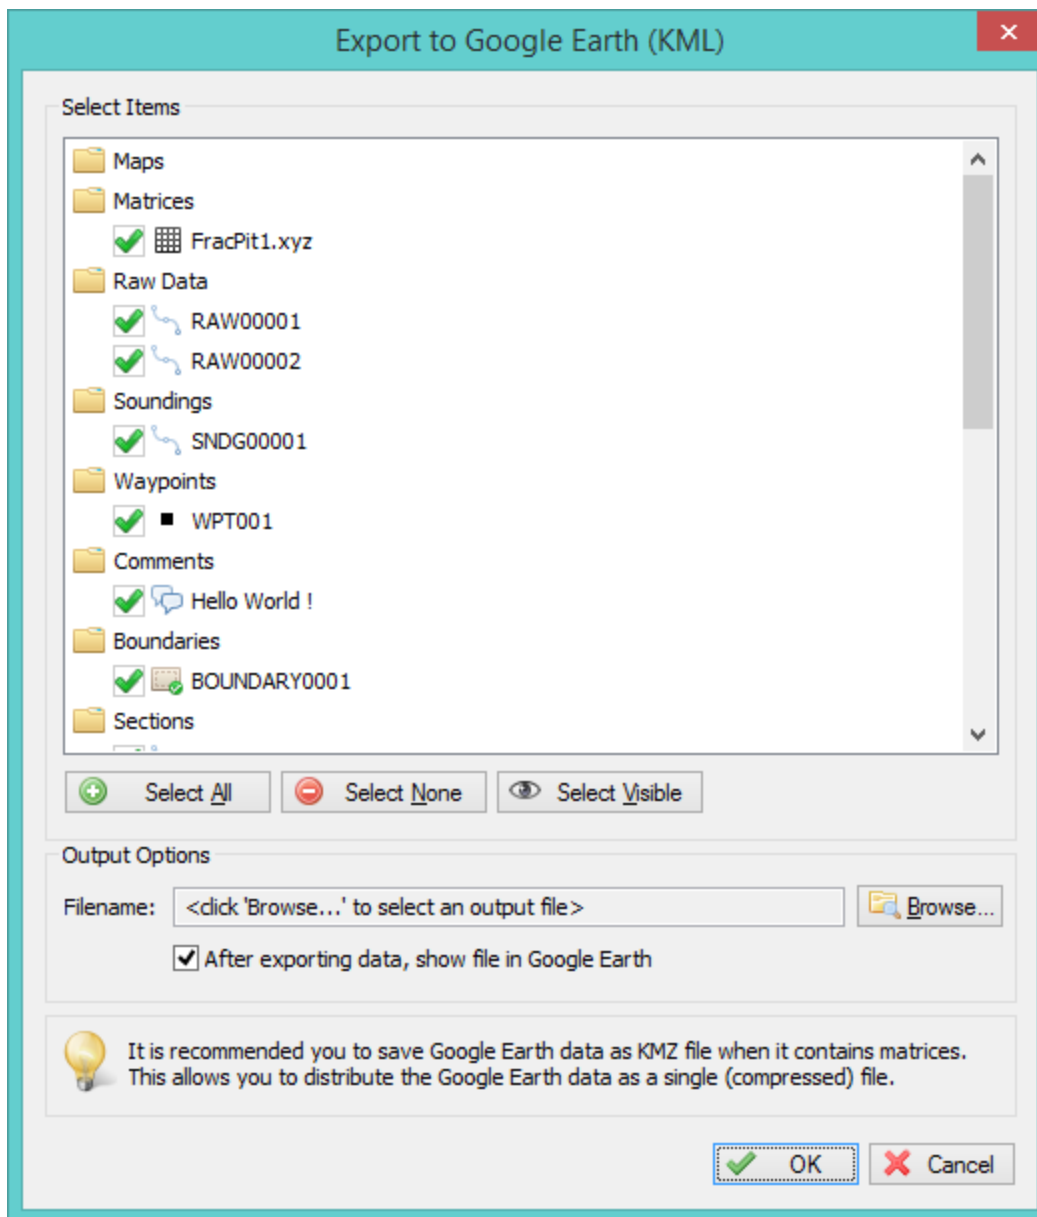 Export to Google Earth (KML)
Select Items
Maps
Matrices
FracPit1.xyz
Raw Data
RAW00001
RAW00002
Soundings
SNDG00001
Waypoints
WPT001
Comments
Hello World !
Boundaries
BOUNDARY0001
Sections
Select All
Select None
Select Visible
Output Options
Filename:
<click 'Browse...' to select an output file>
Browse...
After exporting data, show file in Google Earth
It is recommended you to save Google Earth data as KMZ file when it contains matrices.
This allows you to distribute the Google Earth data as a single (compressed) file.
OK
Cancel